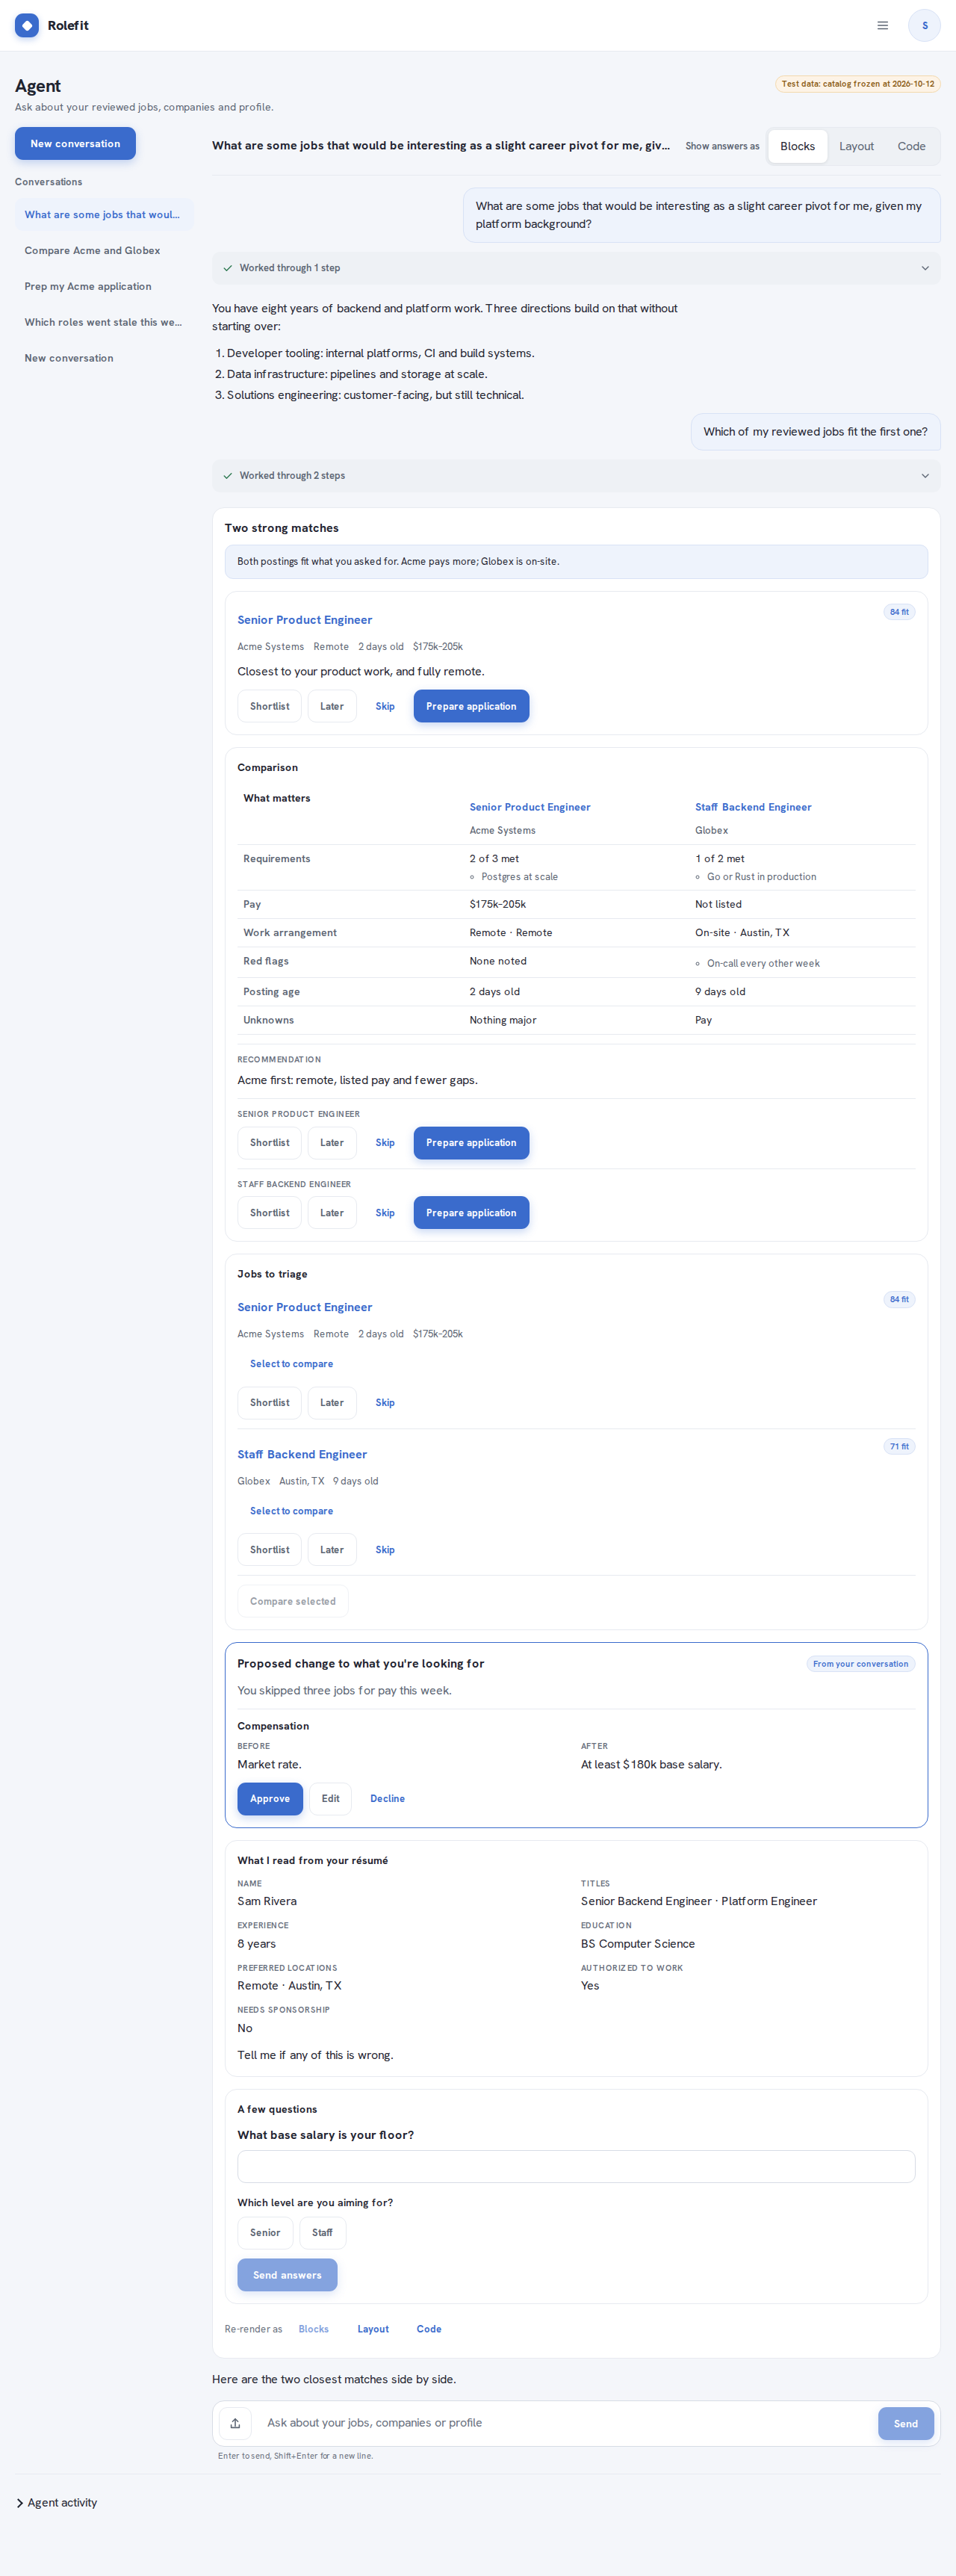 Rolefit
S
Agent
Ask about your reviewed jobs, companies and profile.
Test data: catalog frozen at 2026-10-12
New conversation
Conversations
What are some jobs that woul...
Compare Acme and Globex
Prep my Acme application
Which roles went stale this we...
New conversation
What are some jobs that would be interesting as a slight career pivot for me, giv...
Show answers as
Blocks
Layout
Code
What are some jobs that would be interesting as a slight career pivot for me, given my
platform background?
Worked through 1 step
You have eight years of backend and platform work. Three directions build on that without
starting over:
1. Developer tooling: internal platforms, CI and build systems.
2. Data infrastructure: pipelines and storage at scale.
3. Solutions engineering: customer-facing, but still technical.
Which of my reviewed jobs fit the first one?
Worked through 2 steps
Two strong matches
Both postings fit what you asked for. Acme pays more; Globex is on-site.
Senior Product Engineer
84 fit
Acme Systems Remote 2 days old $175k–205k
Closest to your product work, and fully remote.
Shortlist Later Skip Prepare application
Comparison
What matters
Senior Product Engineer
Staff Backend Engineer
Acme Systems
Globex
Requirements
2 of 3 met
1 of 2 met
Postgres at scale
Go or Rust in production
Pay
$175k–205k
Not listed
Work arrangement
Remote · Remote
On-site · Austin, TX
Red flags
None noted
On-call every other week
Posting age
2 days old
9 days old
Unknowns
Nothing major
Pay
RECOMMENDATION
Acme first: remote, listed pay and fewer gaps.
SENIOR PRODUCT ENGINEER
Shortlist Later Skip Prepare application
STAFF BACKEND ENGINEER
Shortlist Later Skip Prepare application
Jobs to triage
Senior Product Engineer
84 fit
Acme Systems Remote 2 days old $175k–205k
Select to compare
Shortlist Later Skip
Staff Backend Engineer
71 fit
Globex Austin, TX 9 days old
Select to compare
Shortlist Later Skip
Compare selected
Proposed change to what you're looking for
From your conversation
You skipped three jobs for pay this week.
Compensation
BEFORE
AFTER
Market rate.
At least $180k base salary.
Approve Edit Decline
What I read from your résumé
NAME
TITLES
Sam Rivera
Senior Backend Engineer · Platform Engineer
EXPERIENCE
EDUCATION
8 years
BS Computer Science
PREFERRED LOCATIONS
AUTHORIZED TO WORK
Remote · Austin, TX
Yes
NEEDS SPONSORSHIP
No
Tell me if any of this is wrong.
A few questions
What base salary is your floor?
Which level are you aiming for?
Senior Staff
Send answers
Re-render as Blocks Layout Code
Here are the two closest matches side by side.
Ask about your jobs, companies or profile
Send
Enter to send, Shift+Enter for a new line.
Agent activity